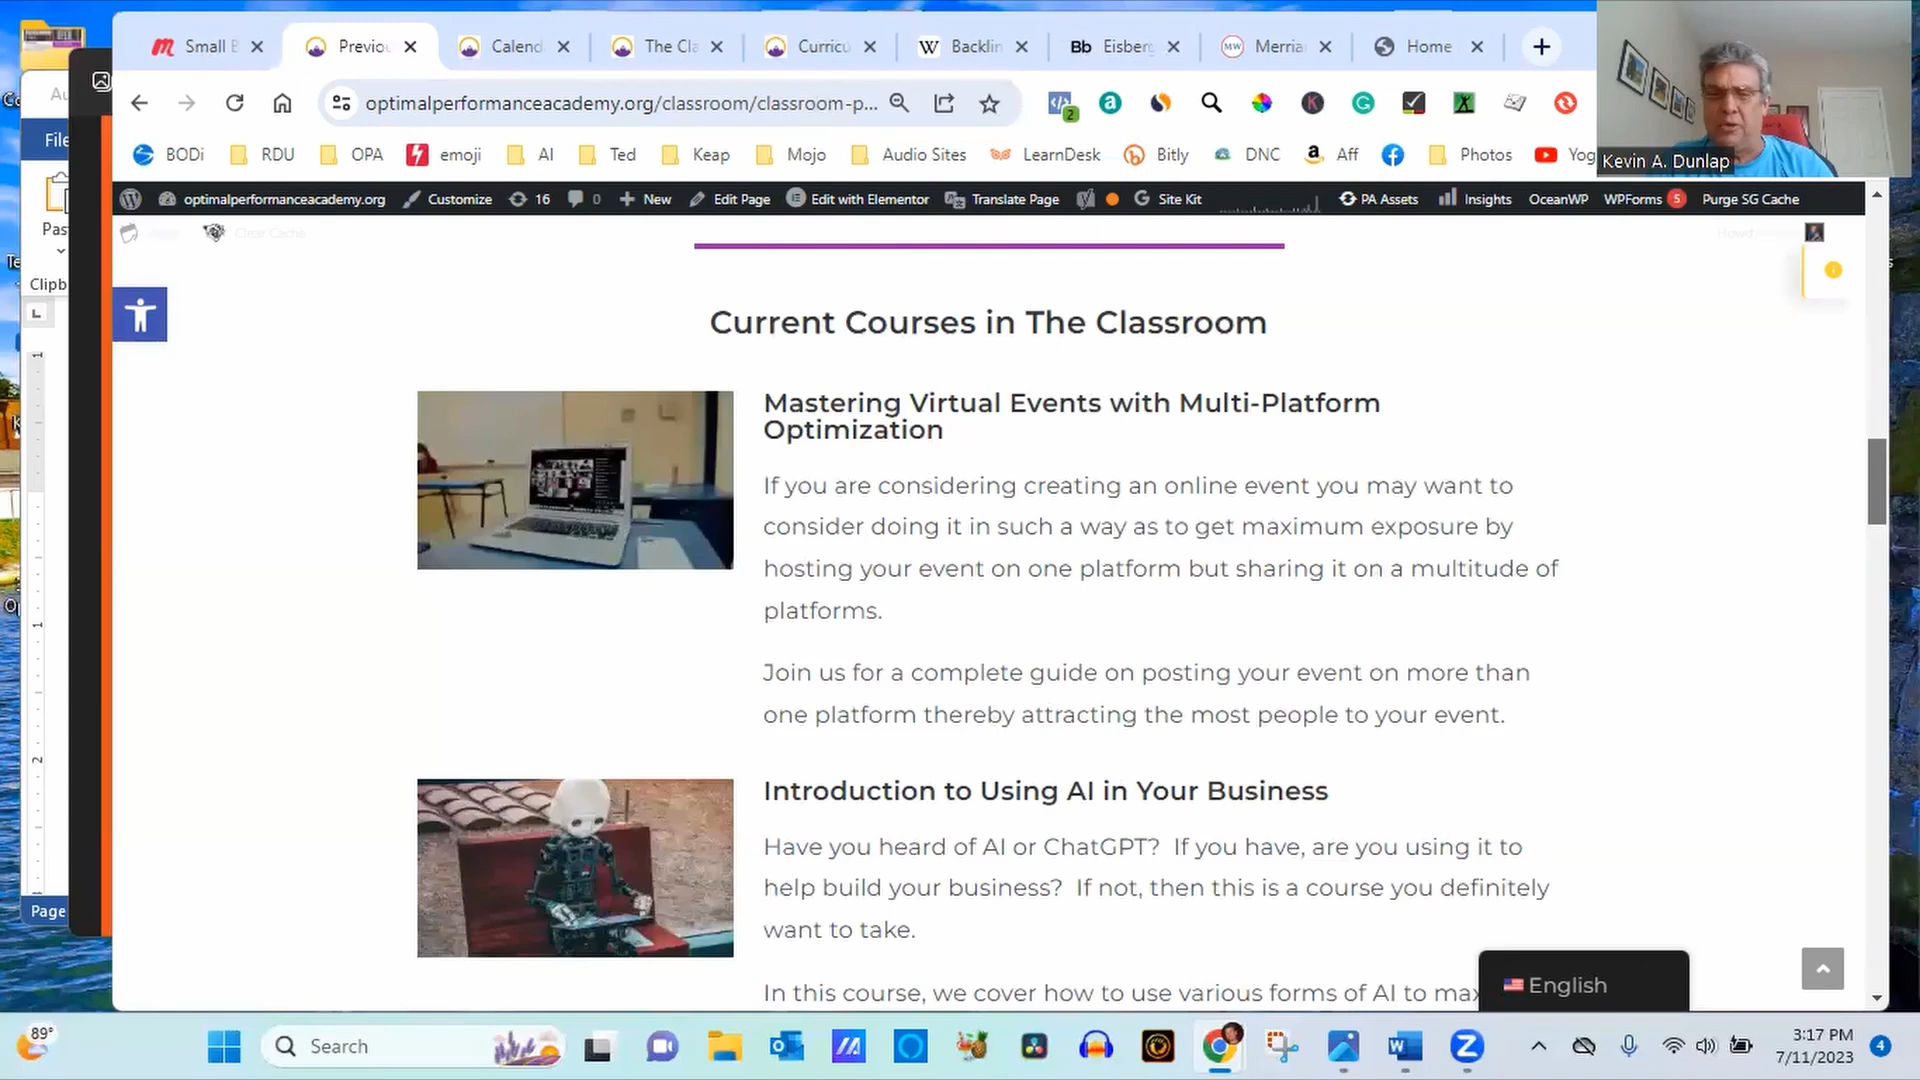 Small B
Previou
Calend
The Cla
Curricu
Backlin
Bb Eisberg
MW Merria
Home
optimalperformanceacademy.org/classroom/classroom-p...
2
BODi
RDU
OPA
emoji
AI
Ted
Keap
Mojo
Audio Sites
LearnDesk
Bitly
DNC
Aff
Photos
Yog
Kevin A. Dunlap
optimalperformanceacademy.org
Customize
16
0
New
Edit Page
Edit with Elementor
Translate Page
Site Kit
PA Assets
Insights
OceanWP
WPForms 5
Purge SG Cache
Clear Cache
File
Clipb
Page
Current Courses in The Classroom
Mastering Virtual Events with Multi-Platform
Optimization
If you are considering creating an online event you may want to
consider doing it in such a way as to get maximum exposure by
hosting your event on one platform but sharing it on a multitude of
platforms.
Join us for a complete guide on posting your event on more than
one platform thereby attracting the most people to your event.
Introduction to Using AI in Your Business
Have you heard of AI or ChatGPT?  If you have, are you using it to
help build your business?  If not, then this is a course you definitely
want to take.
In this course, we cover how to use various forms of AI to max
English
89°
Search
3:17 PM
7/11/2023
4